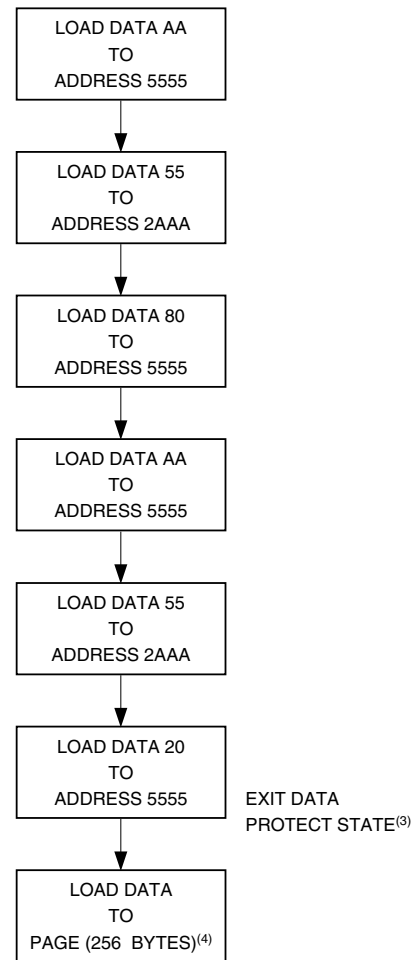 LOAD DATA AA
TO
ADDRESS 5555
LOAD DATA 55
TO
ADDRESS 2AAA
LOAD DATA 80
TO
ADDRESS 5555
LOAD DATA AA
TO
ADDRESS 5555
LOAD DATA 55
TO
ADDRESS 2AAA
LOAD DATA 20
TO
ADDRESS 5555
EXIT DATA
PROTECT STATE(3)
LOAD DATA
TO
PAGE (256 BYTES)(4)